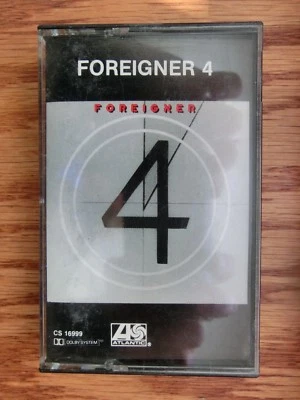 FOREIGNER 4
FOREIGNER
4
CS 16999
DOLBY SYSTEM
ATLANTIC